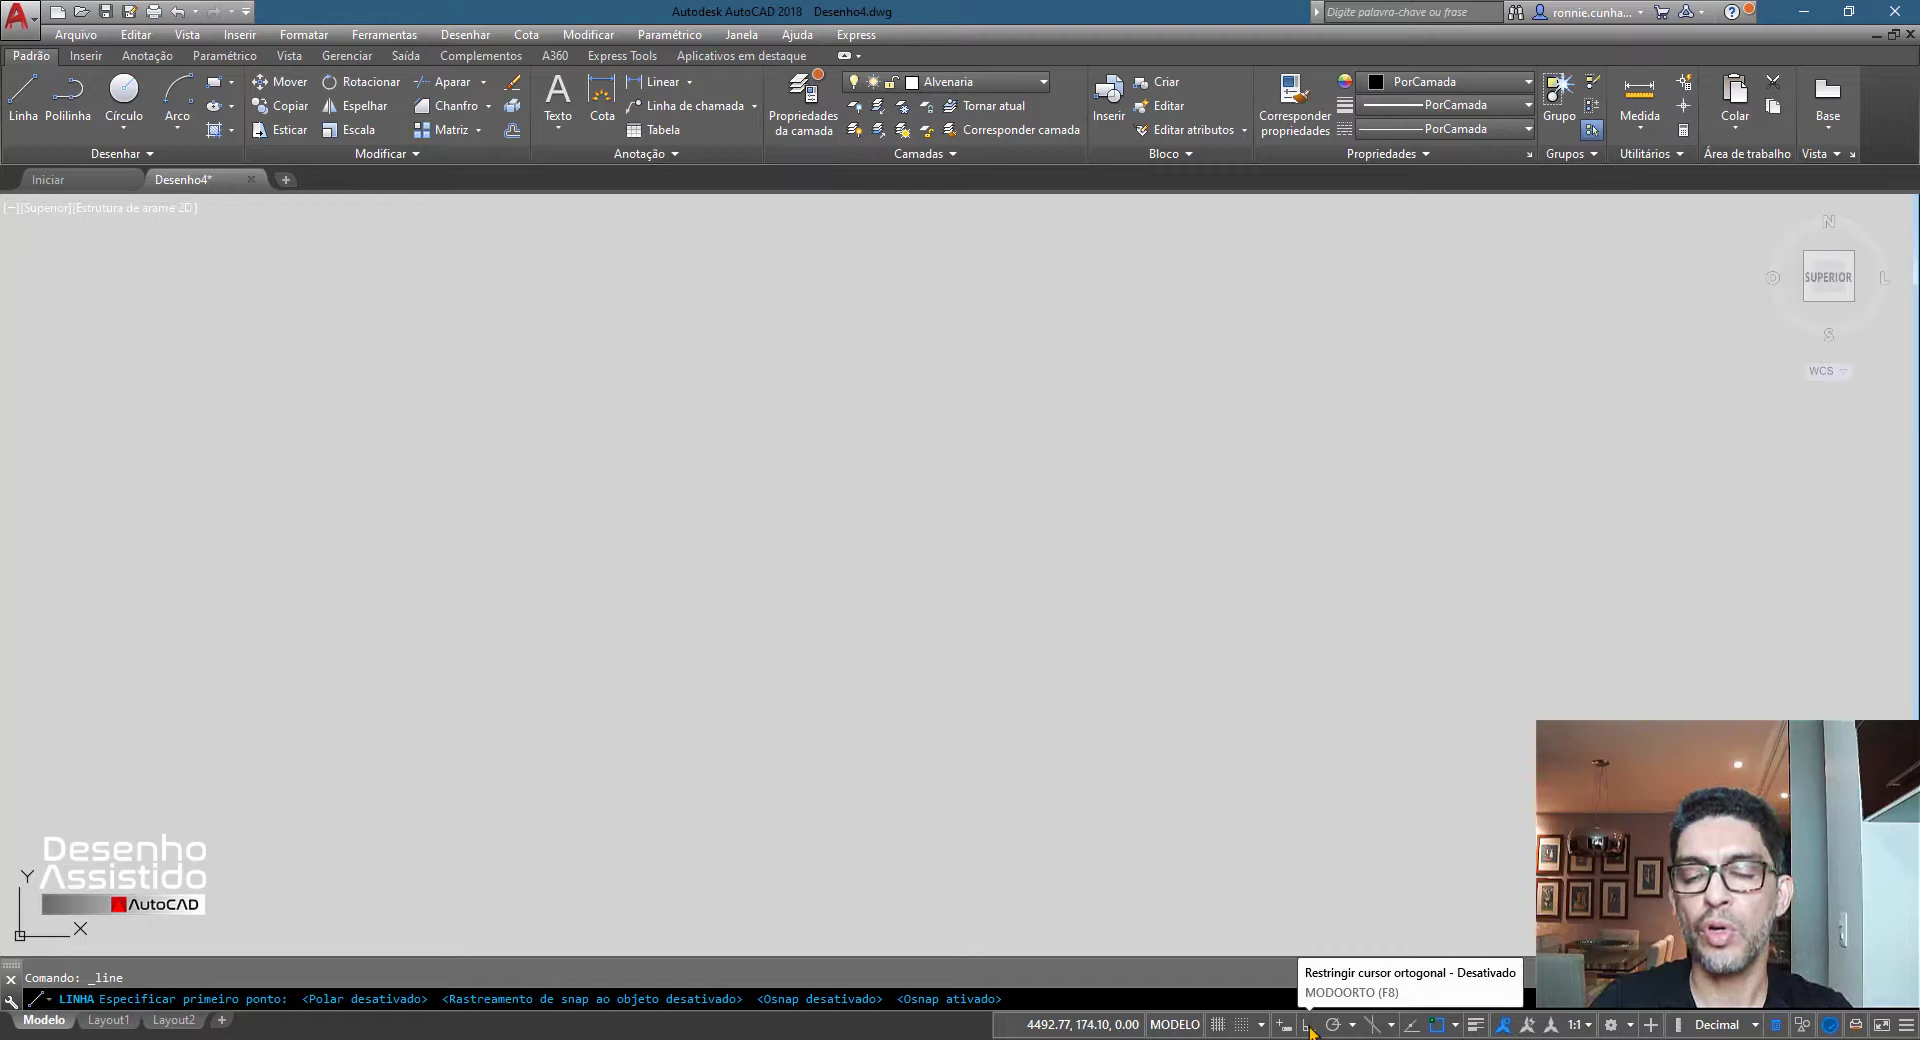 Autodesk AutoCAD 2018 Desenho4.dwg
Digite palavra-chave ou frase
ronnie.cunha...
Arquivo Editar Vista Inserir Formatar Ferramentas Desenhar Cota Modificar Paramétrico Janela Ajuda Express
Padrão Inserir Anotação Paramétrico Vista Gerenciar Saída Complementos A360 Express Tools Aplicativos em destaque
Linha Polilinha Círculo Arco
Mover Rotacionar Aparar
Copiar Espelhar Chanfro
Esticar Escala Matriz
Texto Cota
Linear
Linha de chamada
Tabela
Propriedades da camada
Alvenaria
Tornar atual
Corresponder camada
Inserir
Criar
Editar
Editar atributos
Corresponder propriedades
PorCamada
PorCamada
PorCamada
Grupo
Medida
Colar
Base
Desenhar Modificar Anotação Camadas Bloco Propriedades Grupos Utilitários Área de trabalho Vista
Iniciar Desenho4*
[−][Superior][Estrutura de arame 2D]
N
O SUPERIOR L
S
WCS
Desenho
Assistido
AutoCAD
Y
X
Comando: _line
LINHA Especificar primeiro ponto: <Polar desativado> <Rastreamento de snap ao objeto desativado> <Osnap desativado> <Osnap ativado>
Restringir cursor ortogonal - Desativado
MODOORTO (F8)
Modelo Layout1 Layout2 +
4492.77, 174.10, 0.00 MODELO 1:1 Decimal